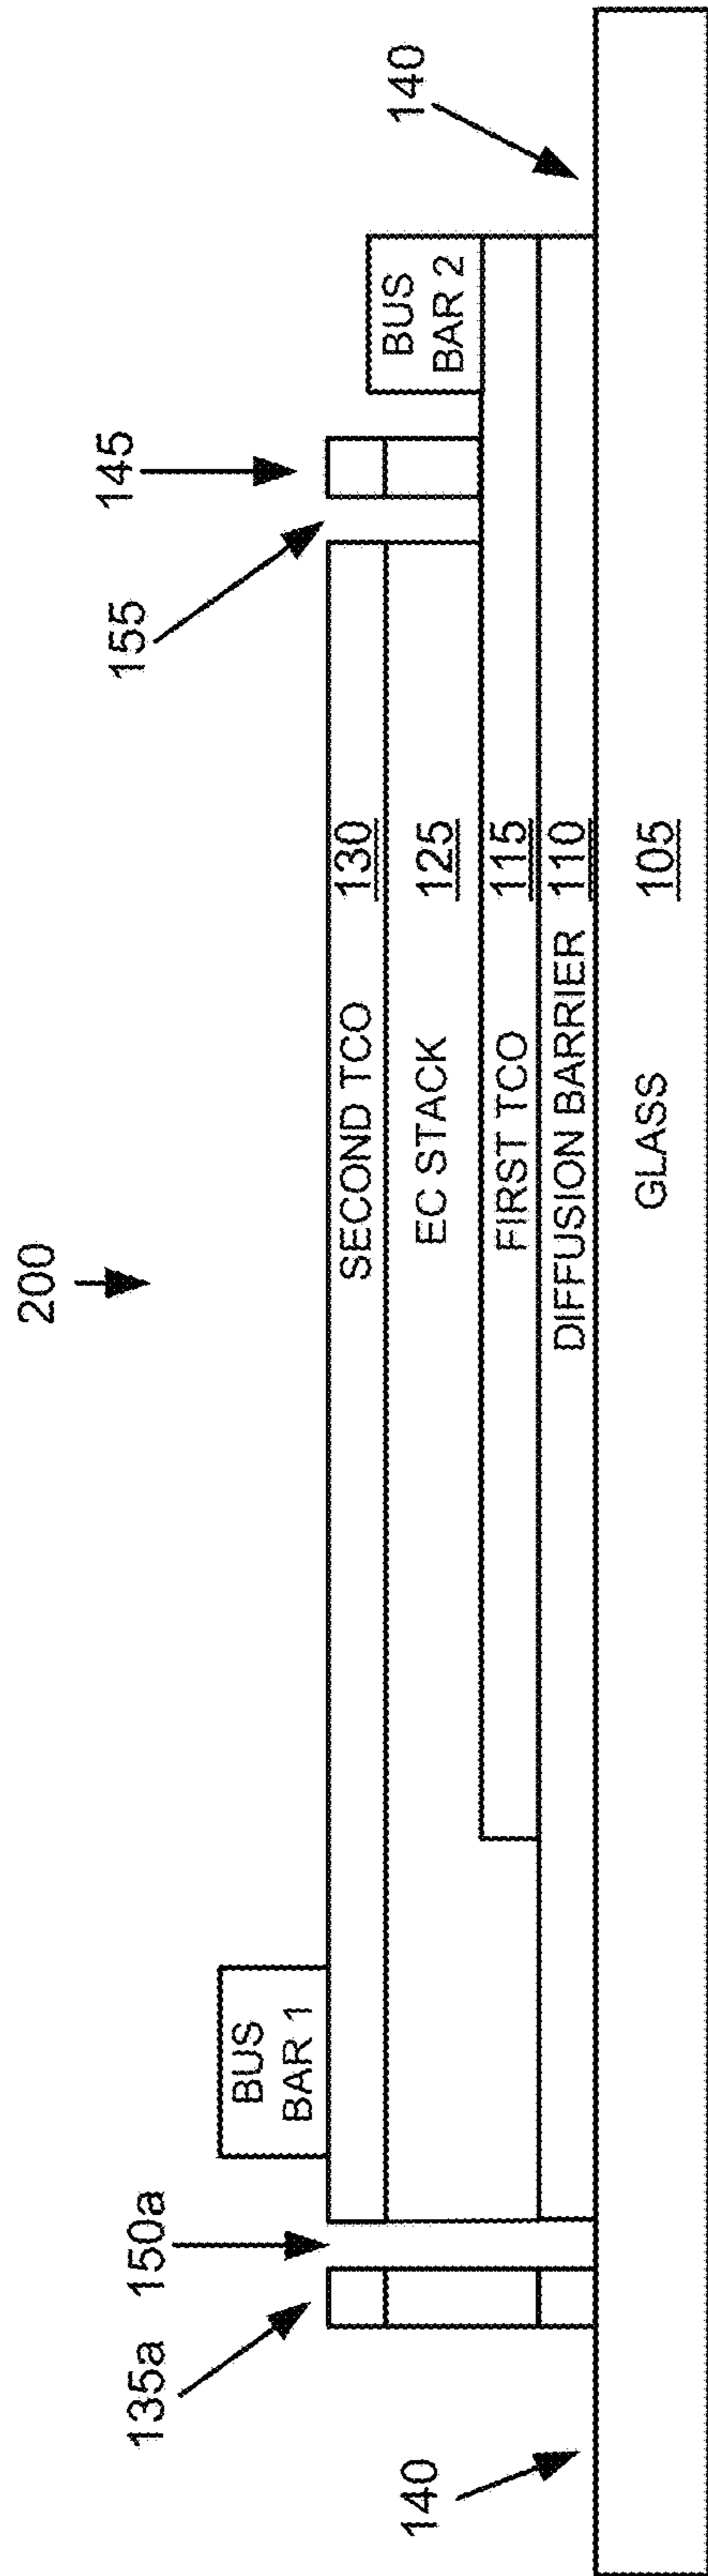 200
140
145
155
BUS
BAR 2
BUS
BAR 1
150a
135a
140
SECOND TCO 130
EC STACK 125
FIRST TCO 115
DIFFUSION BARRIER 110
GLASS 105